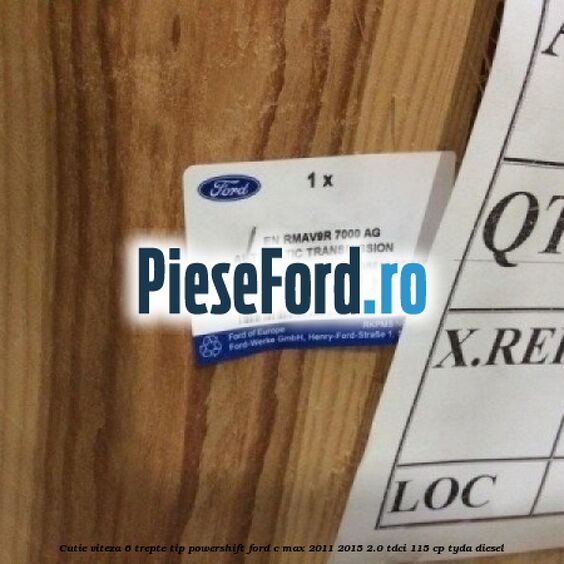 Ford
1 x
EN RMAV9R 7000 AG
TRANSMISSION
PieseFord.ro
Ford of Europe
Ford-Werke GmbH, Henry-Ford-Straße 1,
QT
X.REF
LOC
Cutie viteza 6 trepte tip powershift ford c max 2011 2015 2.0 tdci 115 cp tyda diesel